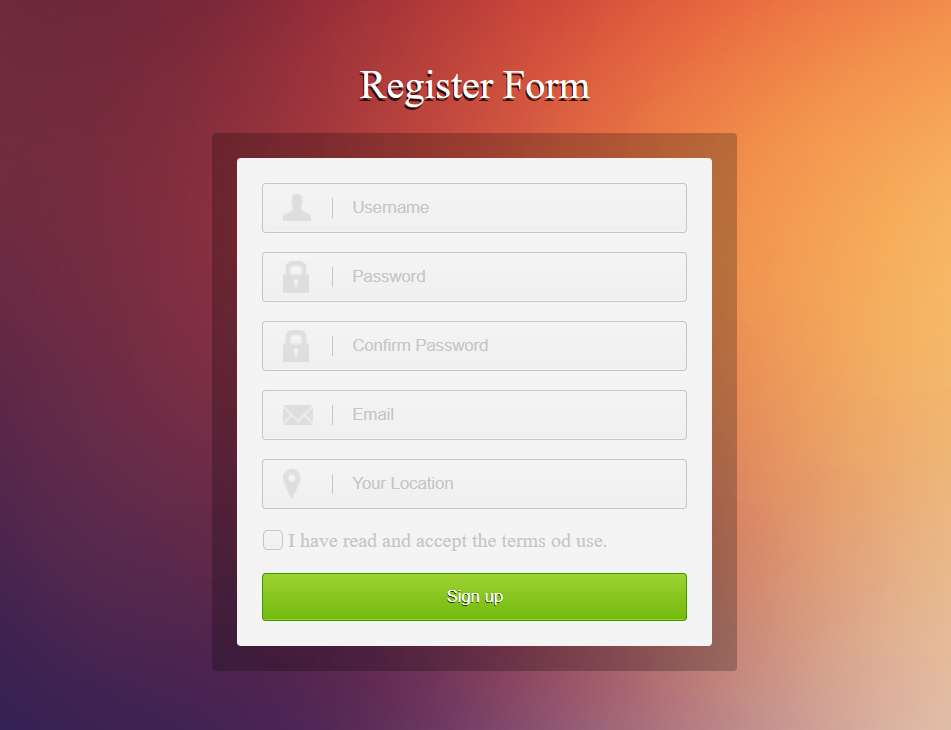 Register Form
Username
Password
Confirm Password
Email
Your Location
I have read and accept the terms od use.
Sign up